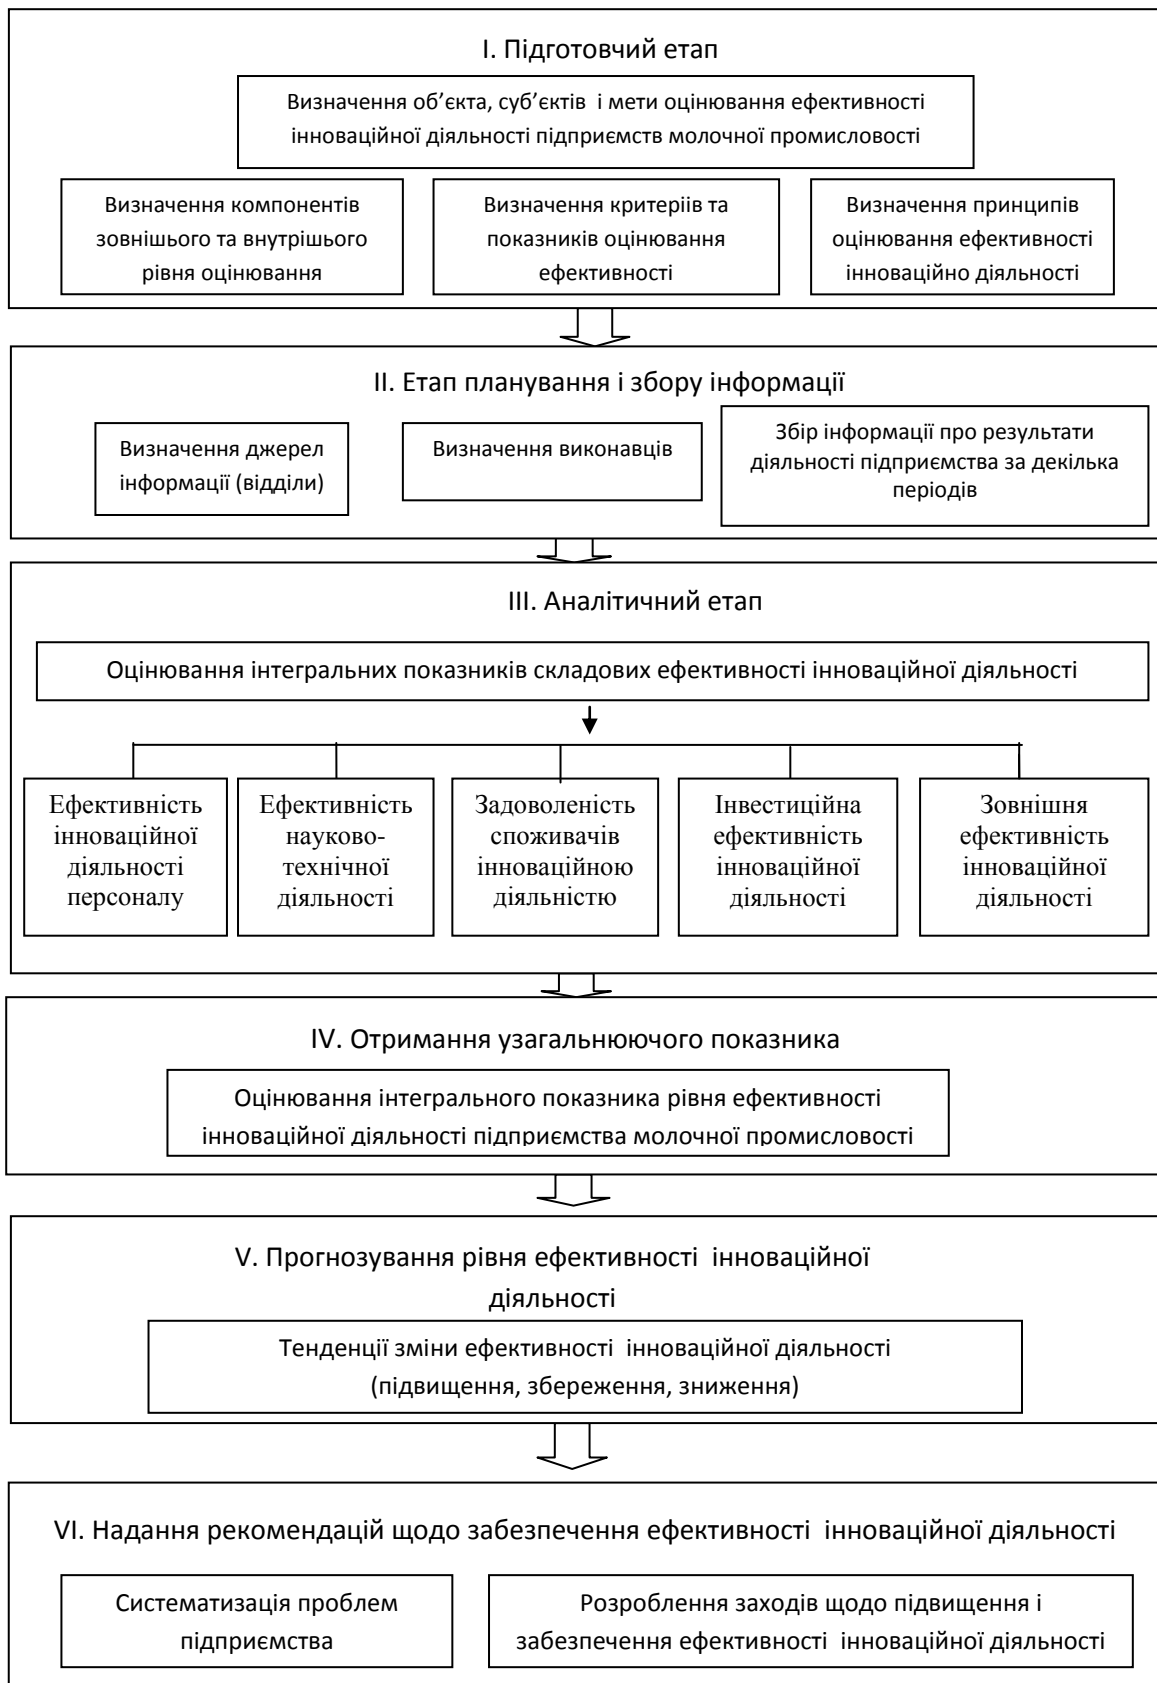 I. Підготовчий етап
Визначення об’єкта, суб’єктів і мети оцінювання ефективності
інноваційної діяльності підприємств молочної промисловості
Визначення компонентів
зовнішього та внутрішього
рівня оцінювання
Визначення критеріїв та
показників оцінювання
ефективності
Визначення принципів
оцінювання ефективності
інноваційно діяльності
II. Етап планування і збору інформації
Визначення джерел
інформації (відділи)
Визначення виконавців
Збір інформації про результати
діяльності підприємства за декілька
періодів
III. Аналітичний етап
Оцінювання інтегральних показників складових ефективності інноваційної діяльності
Ефективність
інноваційної
діяльності
персоналу
Ефективність
науково-
технічної
діяльності
Задоволеність
споживачів
інноваційною
діяльністю
Інвестиційна
ефективність
інноваційної
діяльності
Зовнішня
ефективність
інноваційної
діяльності
IV. Отримання узагальнюючого показника
Оцінювання інтегрального показника рівня ефективності
інноваційної діяльності підприємства молочної промисловості
V. Прогнозування рівня ефективності інноваційної
діяльності
Тенденції зміни ефективності інноваційної діяльності
(підвищення, збереження, зниження)
VI. Надання рекомендацій щодо забезпечення ефективності інноваційної діяльності
Систематизація проблем
підприємства
Розроблення заходів щодо підвищення і
забезпечення ефективності інноваційної діяльності